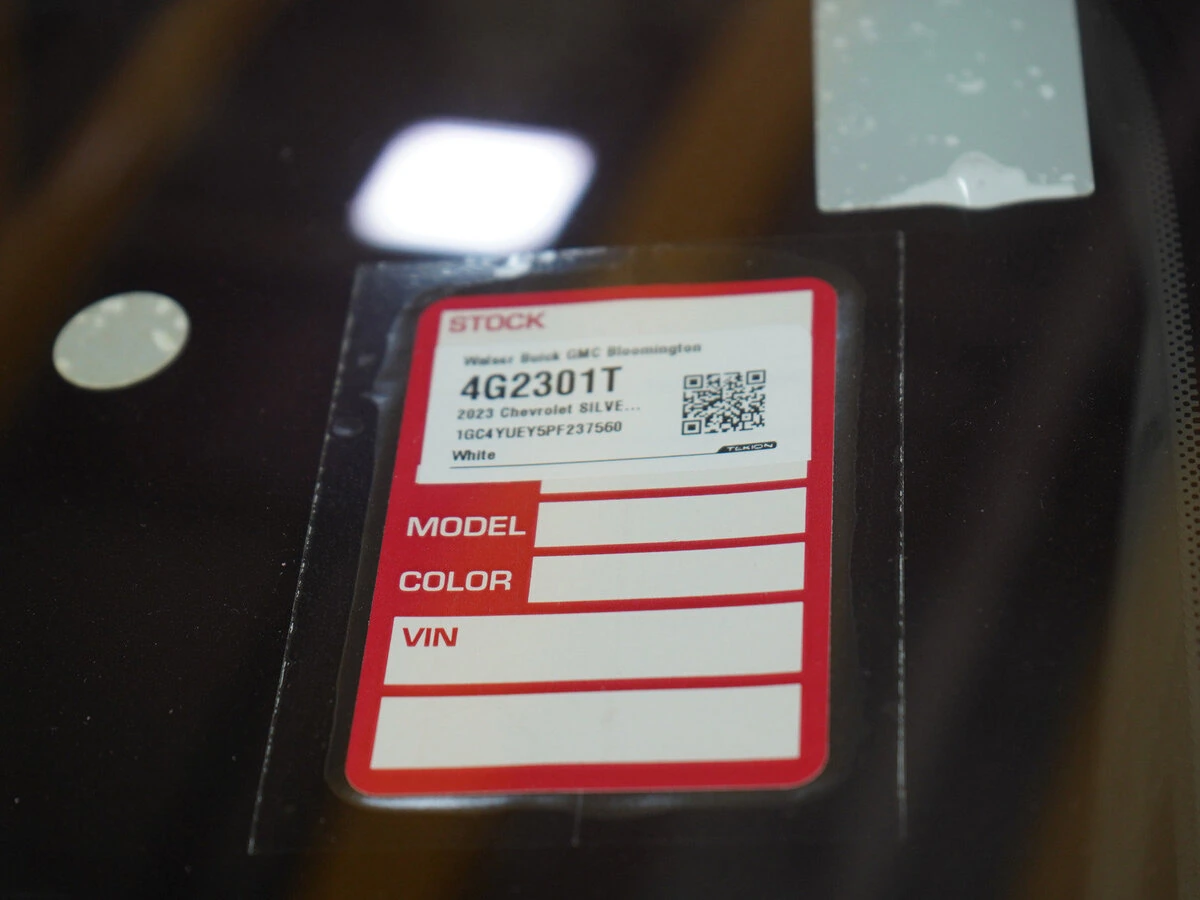 STOCK
Walser Buick GMC Bloomington
4G2301T
2023 Chevrolet SILVE...
1GC4YUEY5PF237560
White
TEKION
MODEL
COLOR
VIN